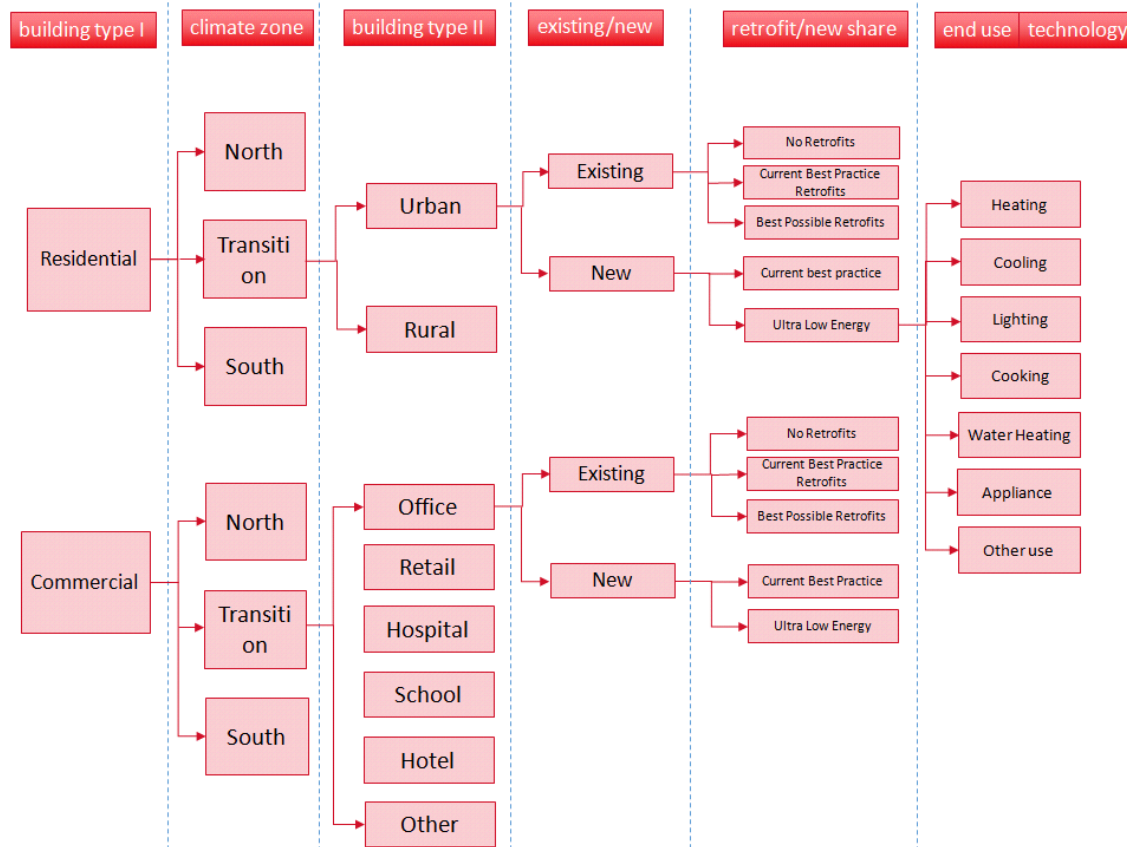 building type I
climate zone
building type II
existing/new
retrofit/new share
end use
technology
Residential
North
Transiti
on
South
Urban
Rural
Existing
New
No Retrofits
Current Best Practice
Retrofits
Best Possible Retrofits
Current best practice
Ultra Low Energy
Heating
Cooling
Lighting
Cooking
Water Heating
Appliance
Other use
Commercial
North
Transiti
on
South
Office
Retail
Hospital
School
Hotel
Other
Existing
New
No Retrofits
Current Best Practice
Retrofits
Best Possible Retrofits
Current Best Practice
Ultra Low Energy